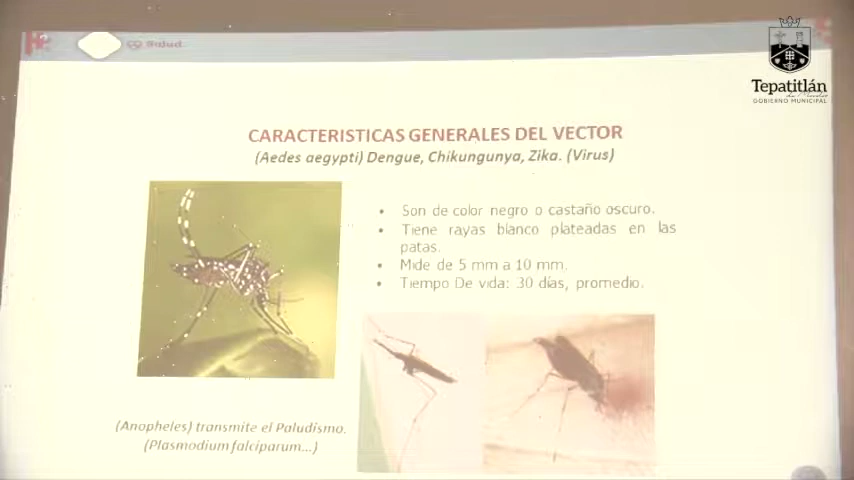 Salud
Tepatitlán
de Morelos
GOBIERNO MUNICIPAL
CARACTERISTICAS GENERALES DEL VECTOR
(Aedes aegypti) Dengue, Chikungunya, Zika. (Virus)
• Son de color negro o castaño oscuro.
• Tiene rayas blanco plateadas en las
patas.
• Mide de 5 mm a 10 mm.
• Tiempo De vida: 30 días, promedio.
(Anopheles) transmite el Paludismo.
(Plasmodium falciparum...)